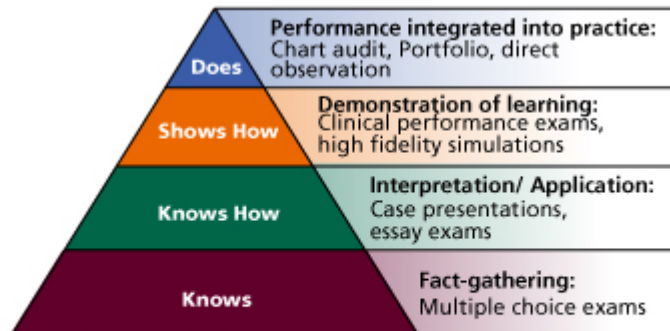 Does
Performance integrated into practice:
Chart audit, Portfolio, direct
observation
Shows How
Demonstration of learning:
Clinical performance exams,
high fidelity simulations
Knows How
Interpretation/ Application:
Case presentations,
essay exams
Knows
Fact-gathering:
Multiple choice exams